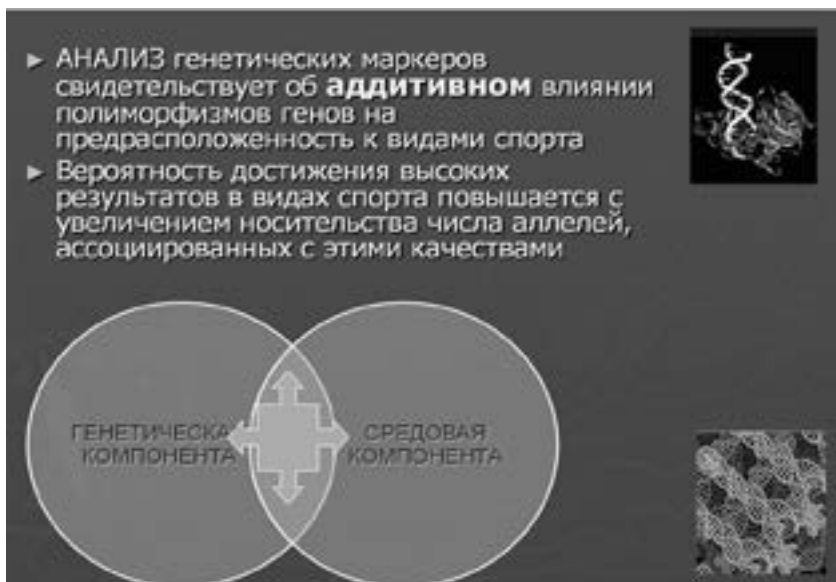 ► АНАЛИЗ генетических маркеров
свидетельствует об аддитивном влиянии
полиморфизмов генов на
предрасположенность к видами спорта
► Вероятность достижения высоких
результатов в видах спорта повышается с
увеличением носительства числа аллелей,
ассоциированных с этими качествами
ГЕНЕТИЧЕСКА
КОМПОНЕНТА
СРЕДОВАЯ
КОМПОНЕНТА